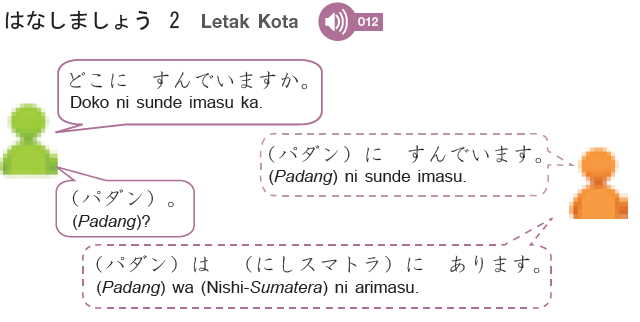 はなしましょう 2 Letak Kota 012
どこに すんでいますか。
Doko ni sunde imasu ka.
(パダン)に すんでいます。
(Padang) ni sunde imasu.
(パダン)。
(Padang)?
(パダン)は (にしスマトラ)に あります。
(Padang) wa (Nishi-Sumatera) ni arimasu.